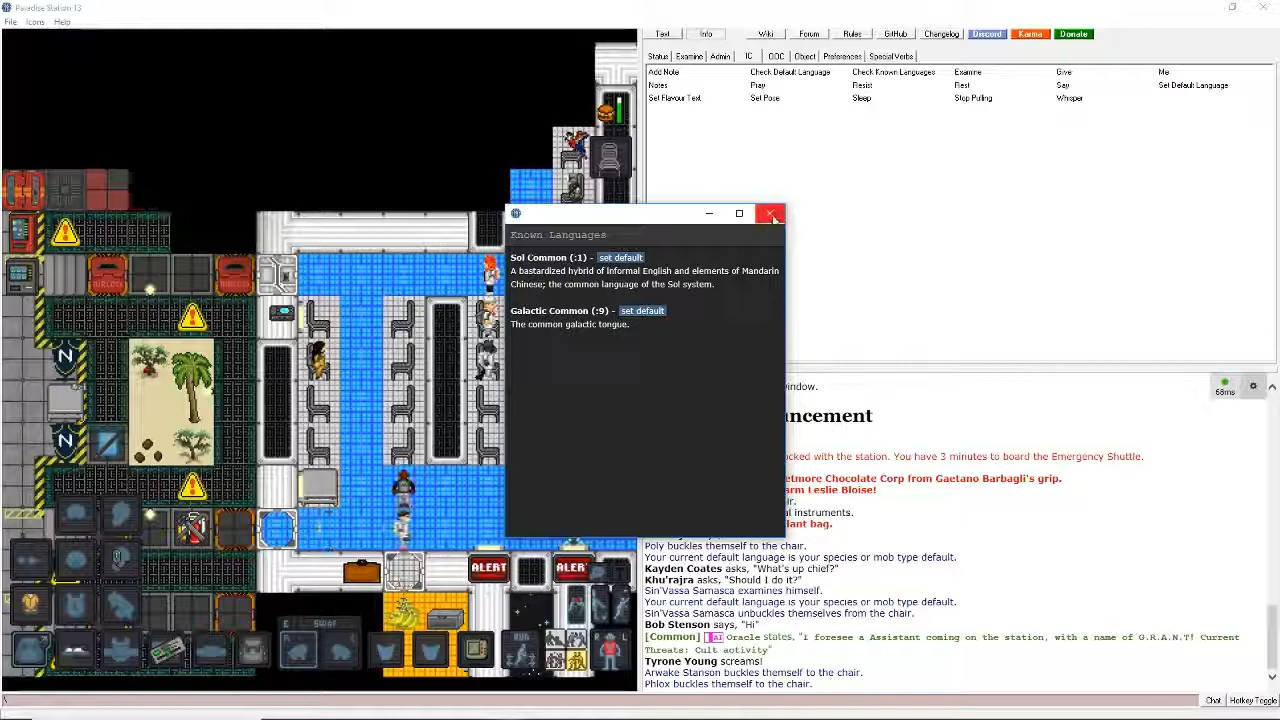 Paradise Station 13
File Icons Help
Text Info Wiki Forum Rules GitHub Changelog Discord Karma Donate
Status Examine Admin IC OOC Object Preferences Special Verbs
Add Note Check Default Language Check Known Languages Examine Give Me
Notes Pray Resist Rest Say Set Default Language
Set Flavour Text Set Pose Sleep Stop Pulling Whisper
Known Languages
Sol Common (:1) - set default
A bastardized hybrid of informal English and elements of Mandarin
Chinese; the common language of the Sol system.
Galactic Common (:9) - set default
The common galactic tongue.
window.
uncement
ucked with the station. You have 3 minutes to board the Emergency Shuttle.
etmore Chocolate Corp from Gaetano Barbagli's grip.
arm Leslie Bloise!
ir.
al instruments.
lant bag.
Poly buckles themself to the chair.
Your current default language is your species or mob type default.
Kayden Coates asks, "What's up chief?"
Khu'rajra asks, "Should I do it?"
Sin'Vassa Samasca examines himself.
Your current default language is your species or mob type default.
Sin'Vassa Samasca unbuckles themselves from the chair.
Bob Stenson says, "Hi"
[Common] AI Oracle states, "I foresee a Assistant coming on the station, with a name of G.R.A.N.T! Current
Threats: Cult activity"
Tyrone Young screams
Arwake Stanson buckles themself to the chair.
Phlox buckles themself to the chair.
68ms
AIRLOCK
N
N
ALERT
ALER
E SWAP
RUN
R L
\
Chat Hotkey Toggle